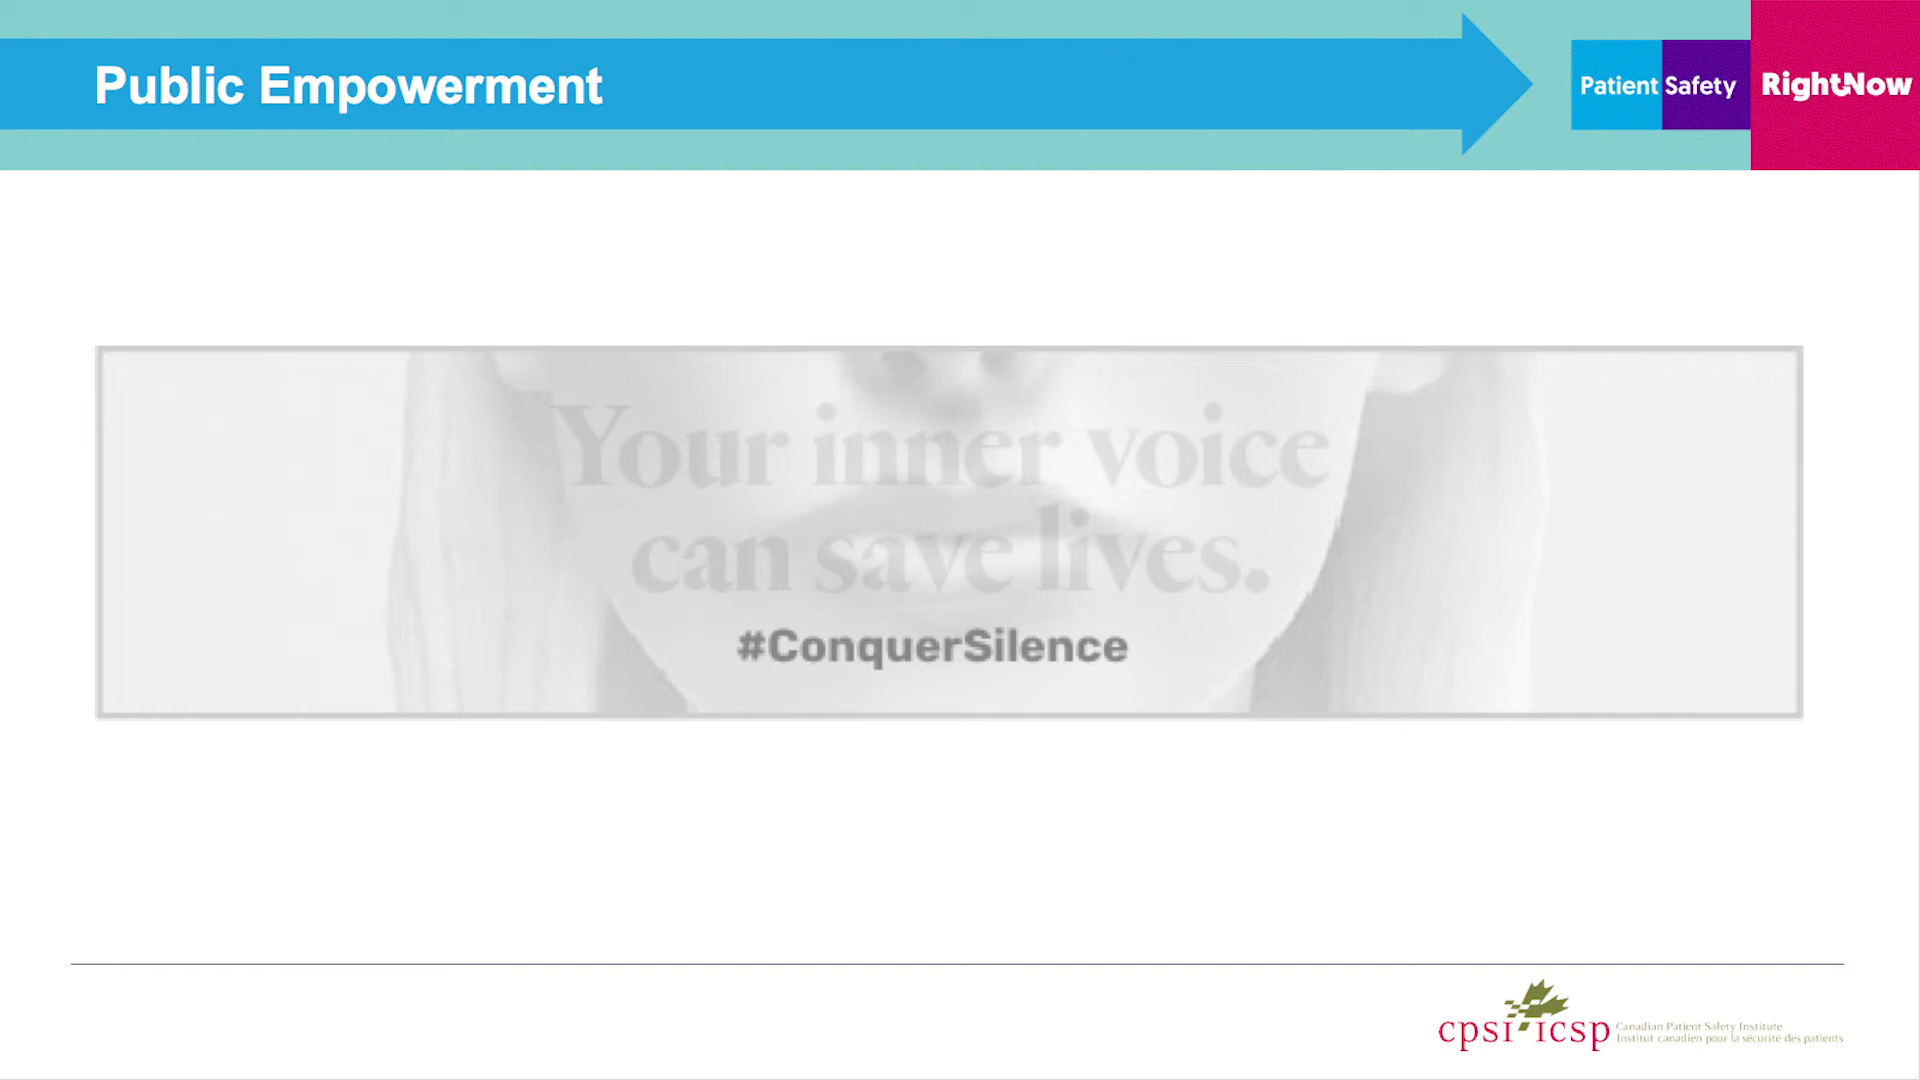 Public Empowerment
Patient Safety RightNow
Your inner voice
can save lives.
#ConquerSilence
cpsi icsp
Canadian Patient Safety Institute
Institut canadien pour la sécurité des patients